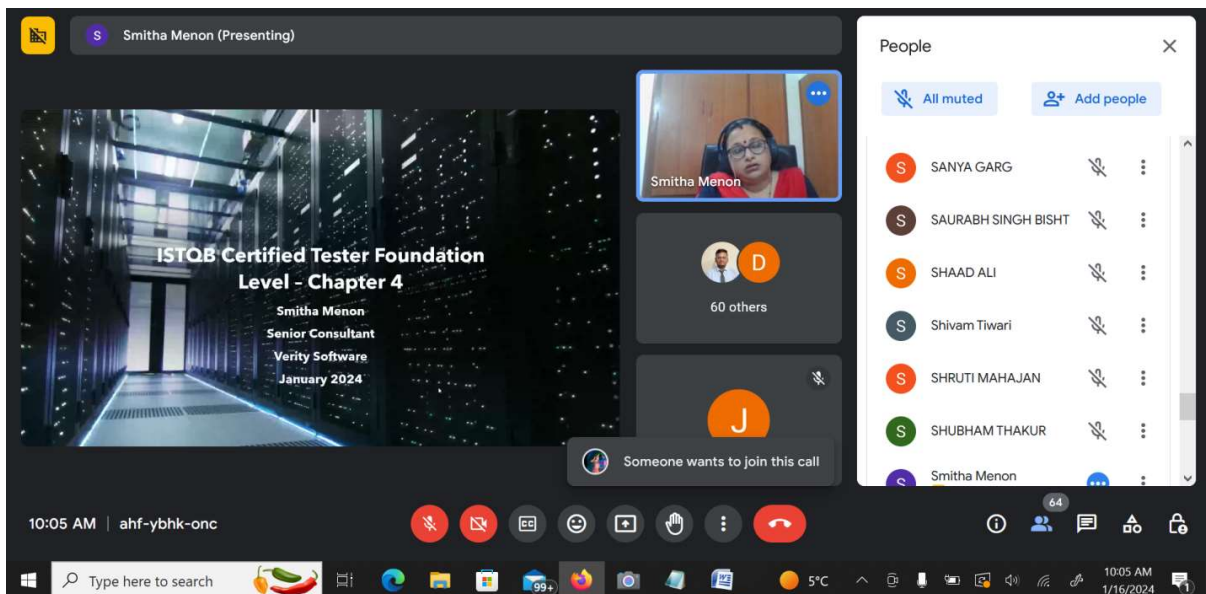 S Smitha Menon (Presenting)
ISTQB Certified Tester Foundation
Level - Chapter 4
Smitha Menon
Senior Consultant
Verity Software
January 2024
Smitha Menon
D
60 others
J
Someone wants to join this call
People
All muted
Add people
S SANYA GARG
S SAURABH SINGH BISHT
S SHAAD ALI
S Shivam Tiwari
S SHRUTI MAHAJAN
S SHUBHAM THAKUR
S Smitha Menon
10:05 AM | ahf-ybhk-onc
CC
64
Type here to search
99+
W
5°C
10:05 AM
1/16/2024
1